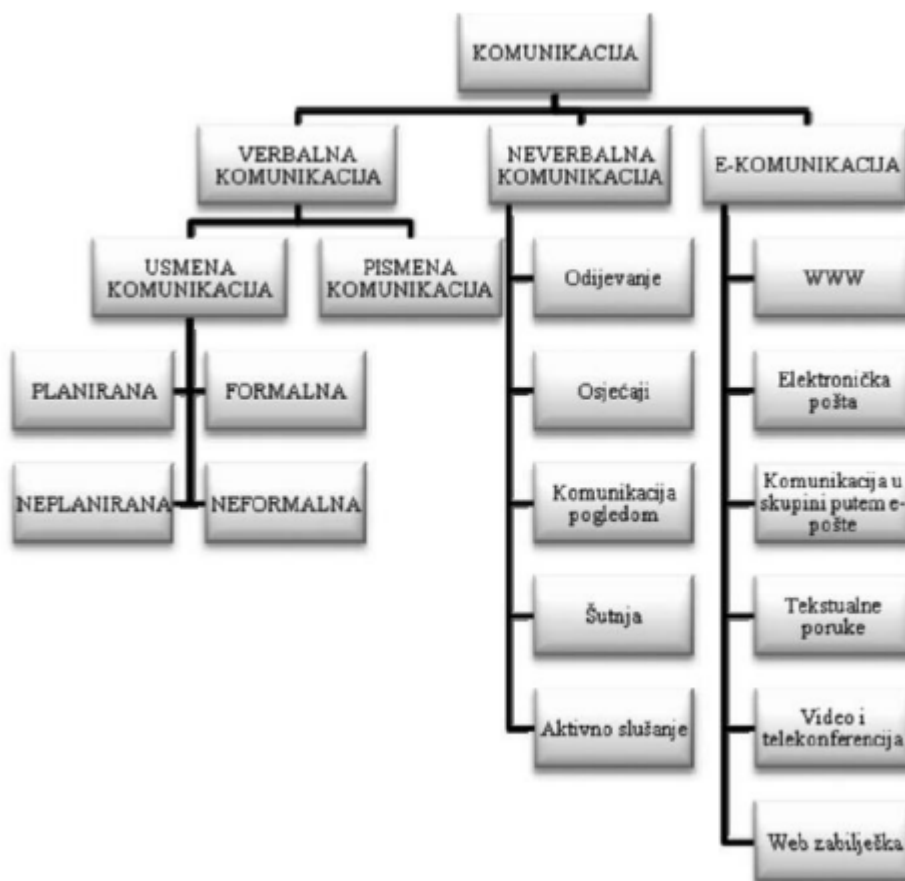 KOMUNIKACIJA
VERBALNA
KOMUNIKACIJA
NEVERBALNA
KOMUNIKACIJA
E-KOMUNIKACIJA
USMENA
KOMUNIKACIJA
PISMENA
KOMUNIKACIJA
PLANIRANA
FORMALNA
NEPLANIRANA
NEFORMALNA
Odijevanje
Osjećaji
Komunikacija
pogledom
Šutnja
Aktivno slušanje
WWW
Elektronička
pošta
Komunikacija u
skupini putem e-
pošte
Tekstualne
poruke
Video i
telekonferencija
Web zabilješka